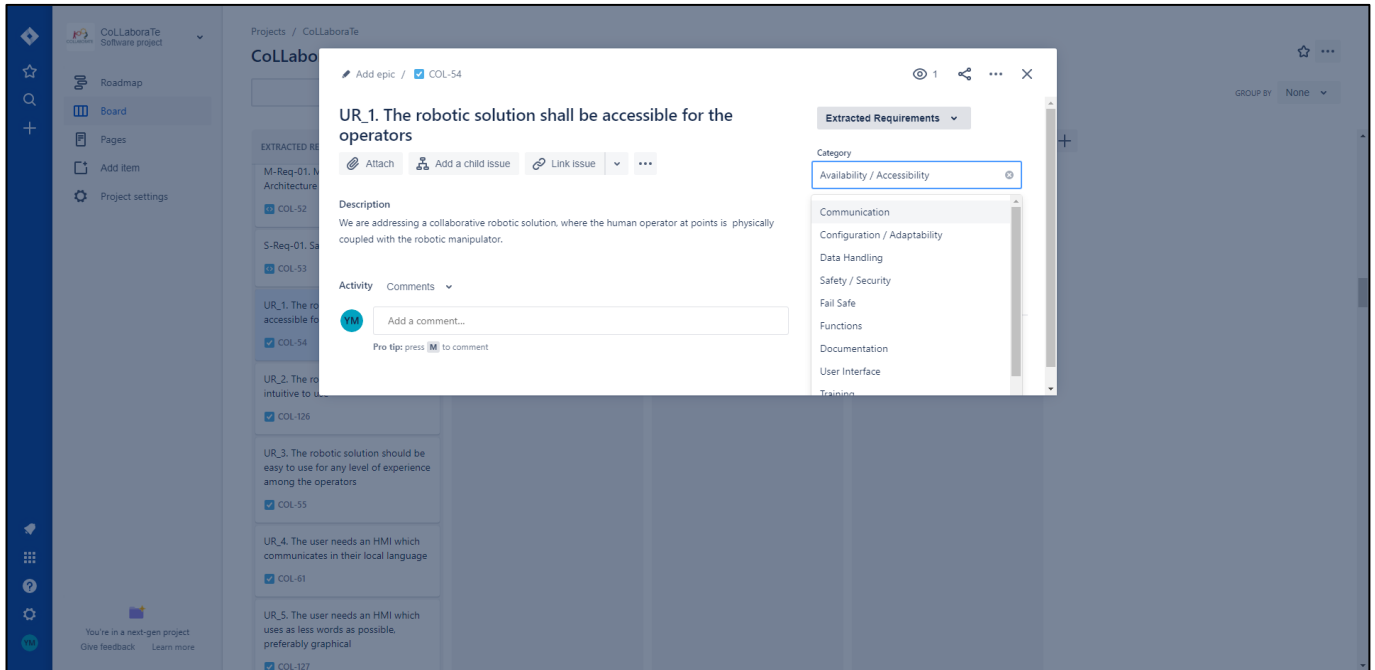 CoLLaboraTe
Software project
Roadmap
Board
Pages
Add item
Project settings
You're in a next-gen project
Give feedback Learn more
YM
Projects / CoLLaboraTe
CoLLabo
GROUP BY None
EXTRACTED RE
M-Req-01. M
Architecture
COL-52
S-Req-01. Sa
COL-53
UR_1. The ro
accessible fo
COL-54
UR_2. The ro
intuitive to u
COL-126
UR_3. The robotic solution should be
easy to use for any level of experience
among the operators
COL-55
UR_4. The user needs an HMI which
communicates in their local language
COL-61
UR_5. The user needs an HMI which
uses as less words as possible,
preferably graphical
COL-127
Add epic / COL-54
1
UR_1. The robotic solution shall be accessible for the
operators
Attach Add a child issue Link issue
Description
We are addressing a collaborative robotic solution, where the human operator at points is physically
coupled with the robotic manipulator.
Activity Comments
YM Add a comment...
Pro tip: press M to comment
Extracted Requirements
Category
Availability / Accessibility
Communication
Configuration / Adaptability
Data Handling
Safety / Security
Fail Safe
Functions
Documentation
User Interface
Training